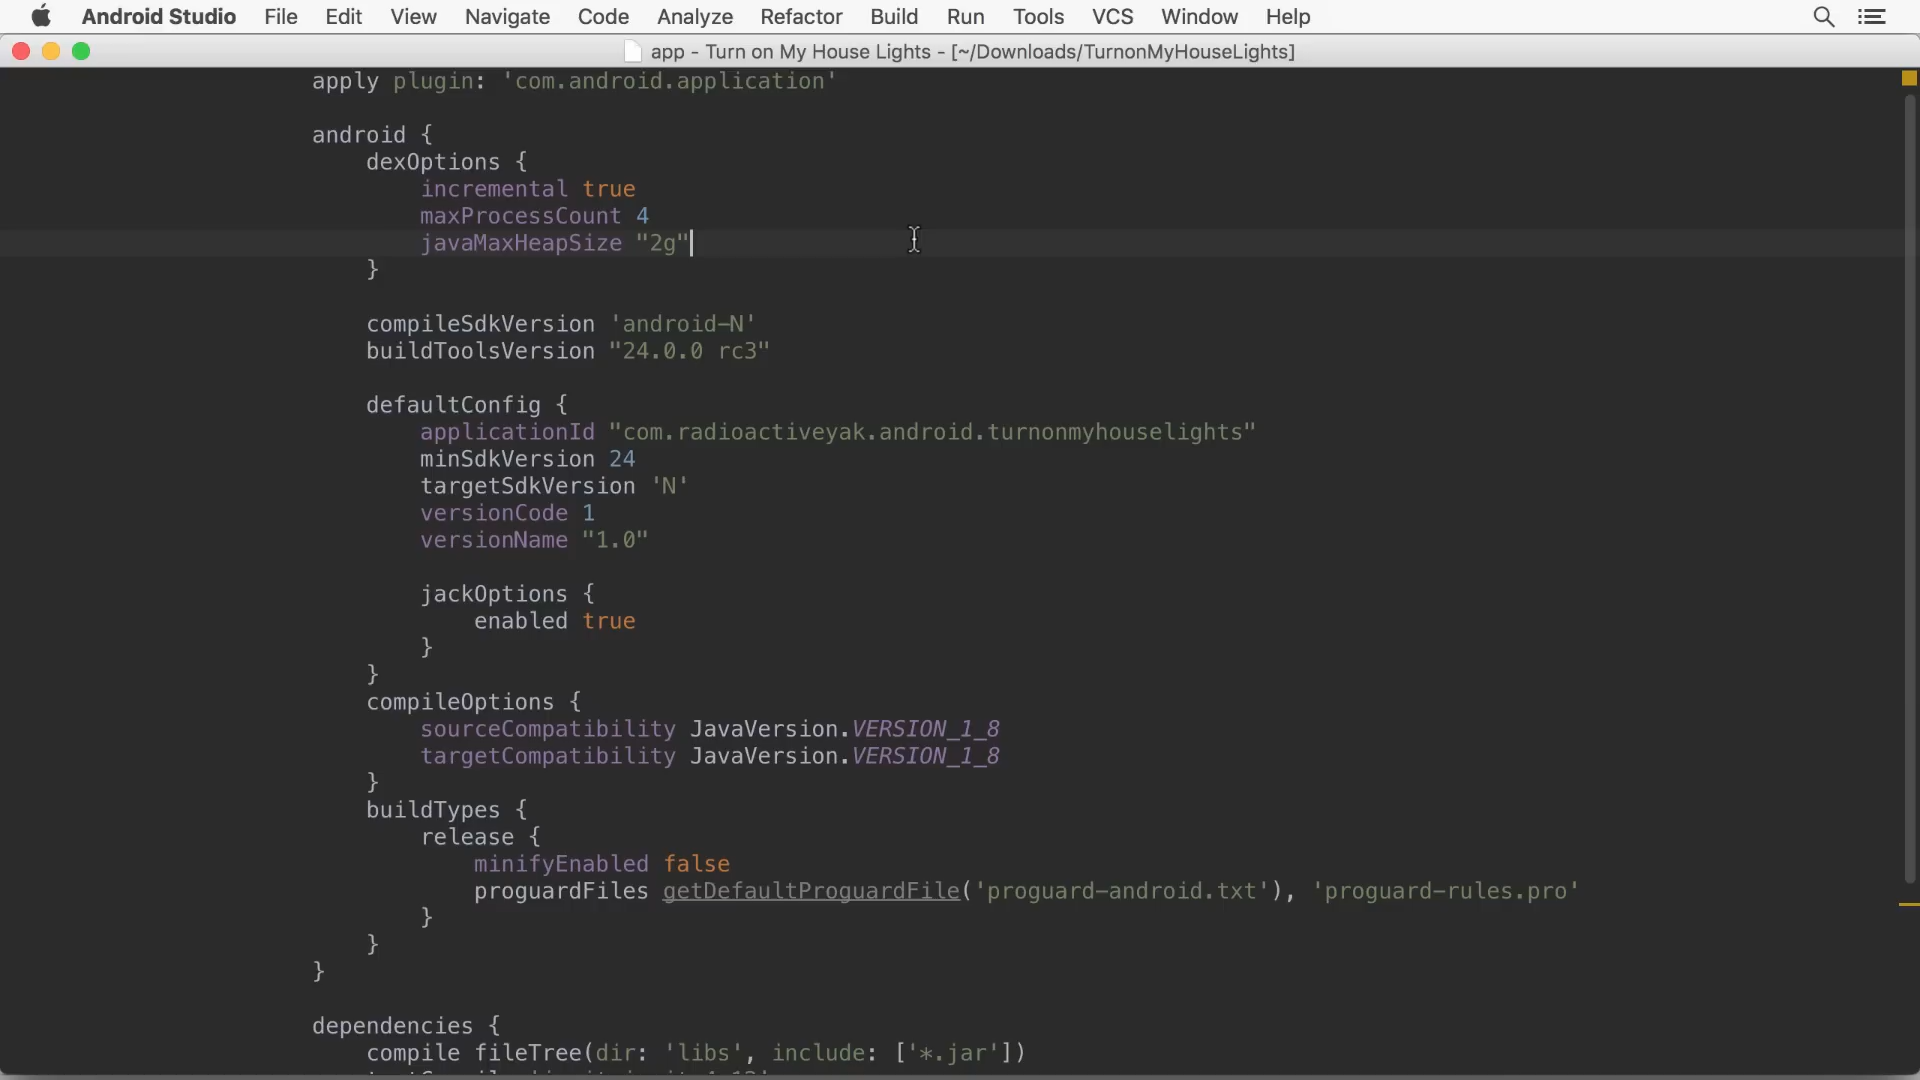 Android Studio File Edit View Navigate Code Analyze Refactor Build Run Tools VCS Window Help
app - Turn on My House Lights - [~/Downloads/TurnonMyHouseLights]
apply plugin: 'com.android.application'
android {
dexOptions {
incremental true
maxProcessCount 4
javaMaxHeapSize "2g"
}
compileSdkVersion 'android-N'
buildToolsVersion "24.0.0 rc3"
defaultConfig {
applicationId "com.radioactiveyak.android.turnonmyhouselights"
minSdkVersion 24
targetSdkVersion 'N'
versionCode 1
versionName "1.0"
jackOptions {
enabled true
}
}
compileOptions {
sourceCompatibility JavaVersion.VERSION_1_8
targetCompatibility JavaVersion.VERSION_1_8
}
buildTypes {
release {
minifyEnabled false
proguardFiles getDefaultProguardFile('proguard-android.txt'), 'proguard-rules.pro'
}
}
}
dependencies {
compile fileTree(dir: 'libs', include: ['*.jar'])